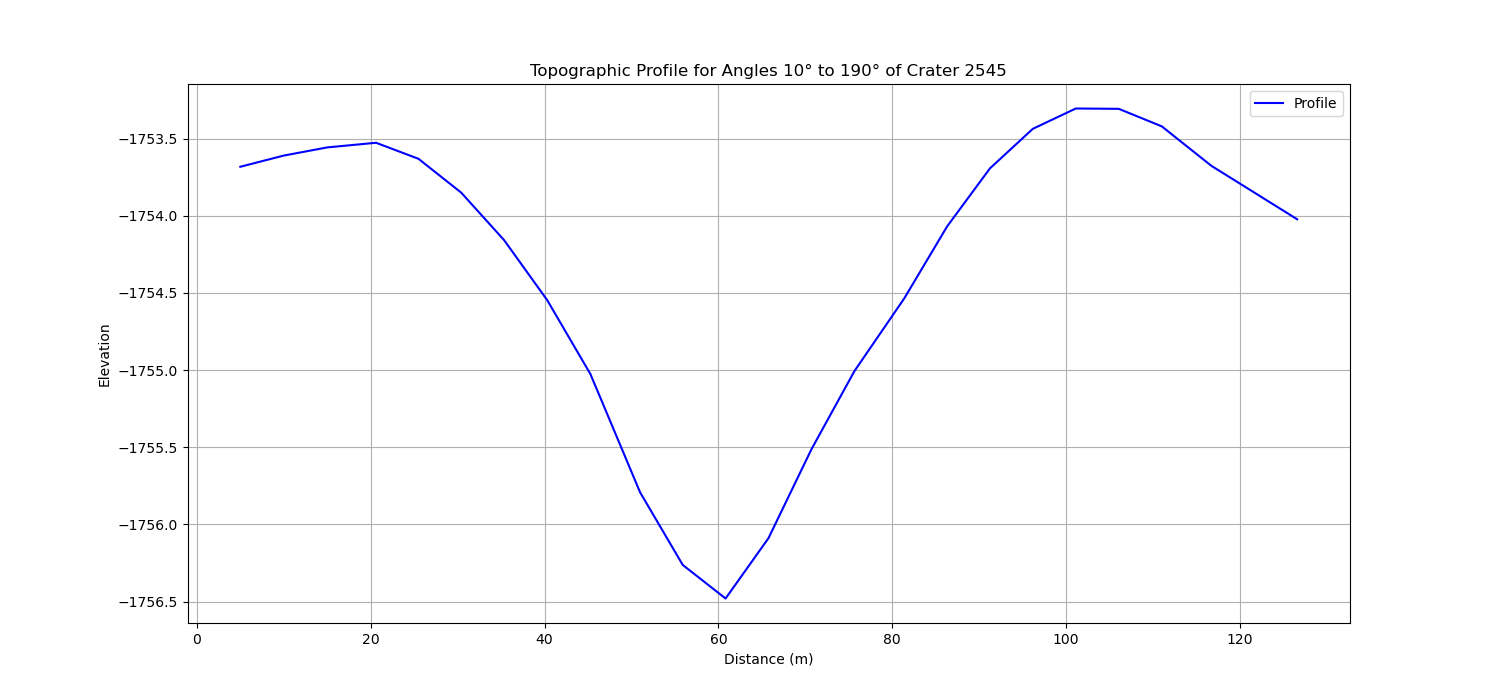 Topographic Profile for Angles 10° to 190° of Crater 2545
Profile
−1753.5
−1754.0
−1754.5
−1755.0
−1755.5
−1756.0
−1756.5
Elevation
0 20 40 60 80 100 120
Distance (m)